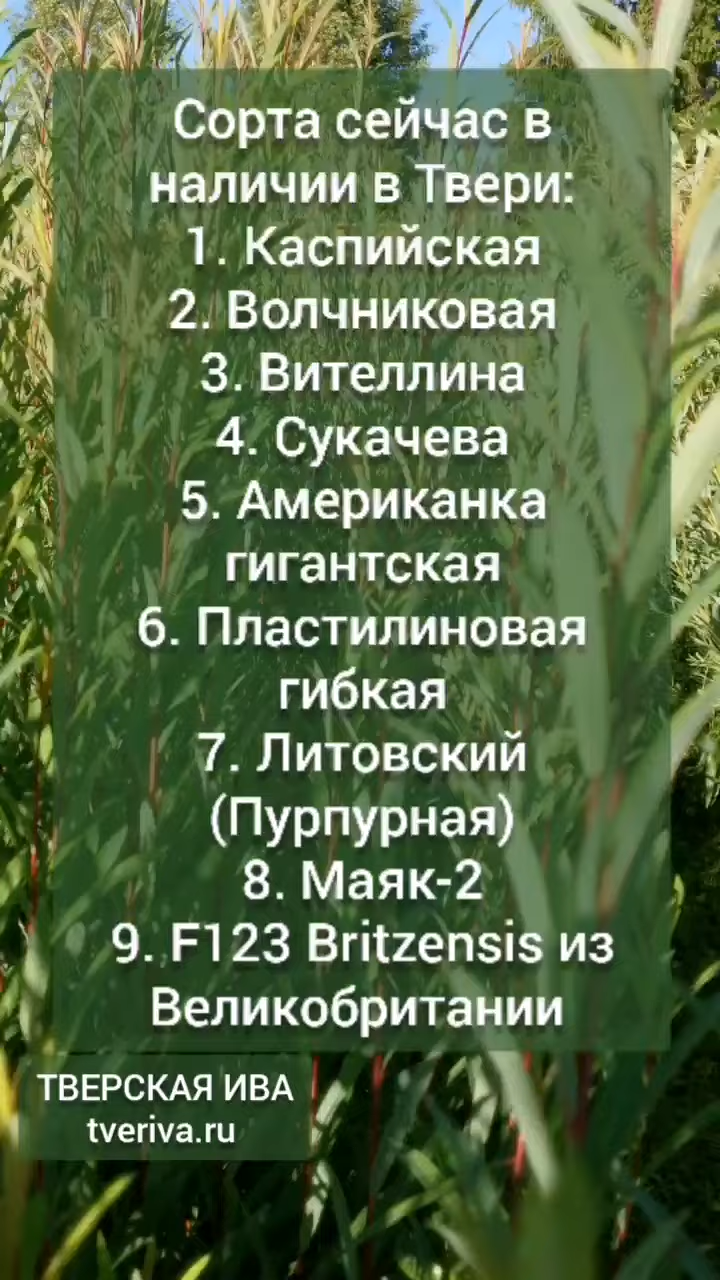 Сорта сейчас в
наличии в Твери:
1. Каспийская
2. Волчниковая
3. Вителлина
4. Сукачева
5. Американка
гигантская
6. Пластилиновая
гибкая
7. Литовский
(Пурпурная)
8. Маяк-2
9. F123 Britzensis из
Великобритании
ТВЕРСКАЯ ИВА
tveriva.ru